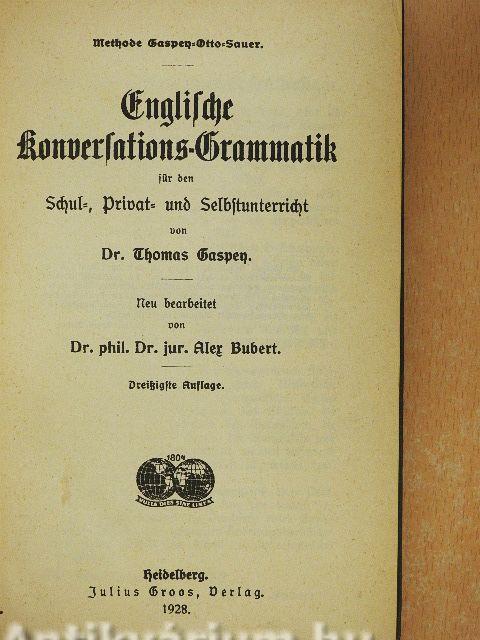 Methode Gaspey=Otto=Sauer.
Engliſche
Konverſations-Grammatik
für den
Schul=, Privat= und Selbſtunterricht
von
Dr. Thomas Gaspey.
Neu bearbeitet
von
Dr. phil. Dr. jur. Alex Bubert.
Dreißigſte Auflage.
1804
Heidelberg.
Julius Groos, Verlag.
1928.
Antikvárium.hu